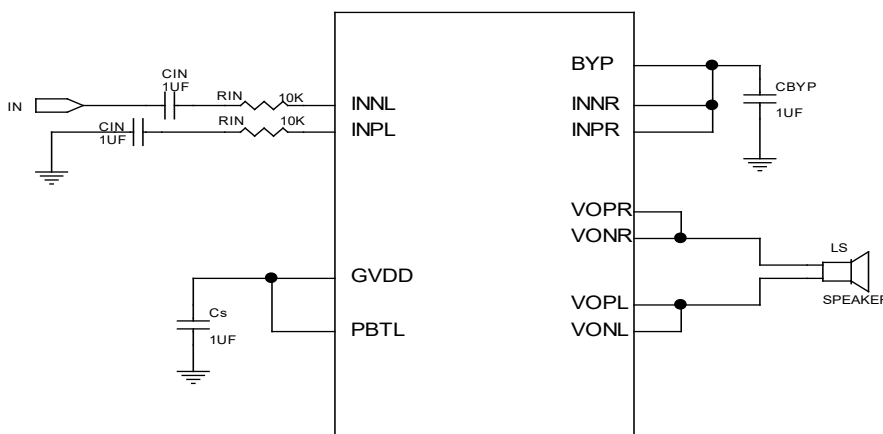 CIN
1UF
RIN
10K
IN
INNL
CIN
1UF
RIN
10K
INPL
BYP
INNR
INPR
CBYP
1UF
VOPR
VONR
LS
SPEAKER
GVDD
Cs
1UF
PBTL
VOPL
VONL